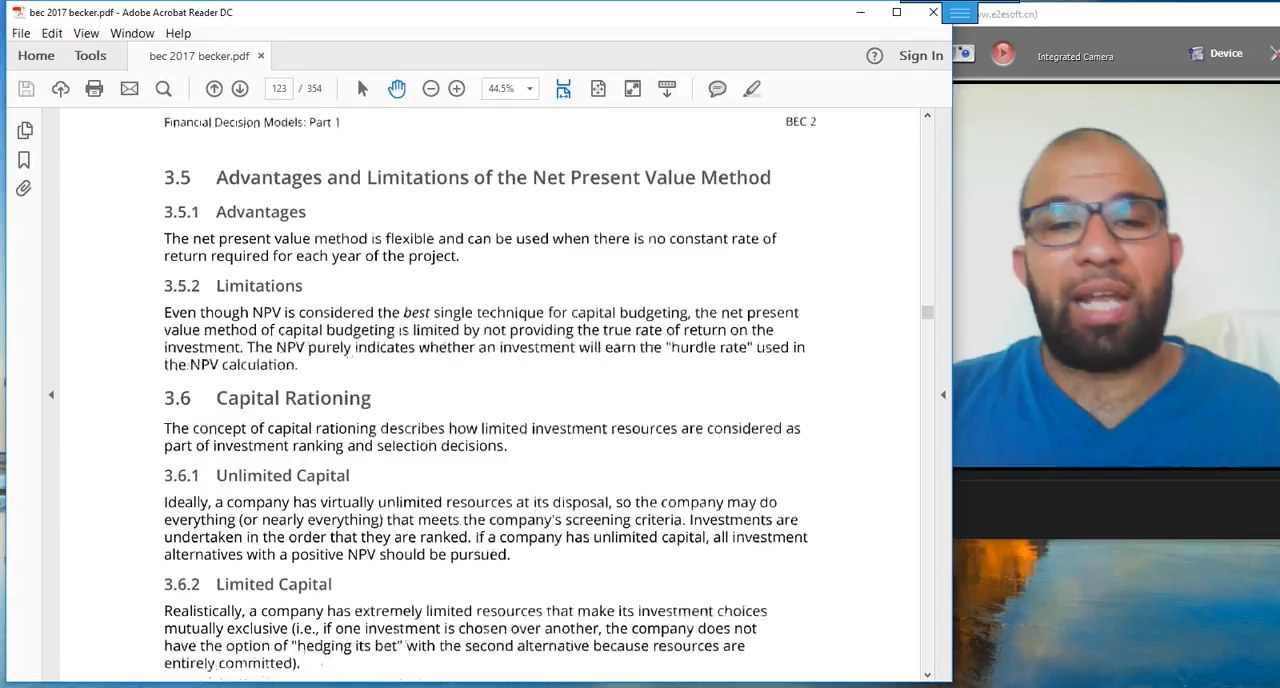 bec 2017 becker.pdf - Adobe Acrobat Reader DC
File Edit View Window Help
Home Tools bec 2017 becker.pdf × Sign In
123 / 354 44.5%
Financial Decision Models: Part 1 BEC 2
3.5 Advantages and Limitations of the Net Present Value Method
3.5.1 Advantages
The net present value method is flexible and can be used when there is no constant rate of
return required for each year of the project.
3.5.2 Limitations
Even though NPV is considered the best single technique for capital budgeting, the net present
value method of capital budgeting is limited by not providing the true rate of return on the
investment. The NPV purely indicates whether an investment will earn the "hurdle rate" used in
the NPV calculation.
3.6 Capital Rationing
The concept of capital rationing describes how limited investment resources are considered as
part of investment ranking and selection decisions.
3.6.1 Unlimited Capital
Ideally, a company has virtually unlimited resources at its disposal, so the company may do
everything (or nearly everything) that meets the company's screening criteria. Investments are
undertaken in the order that they are ranked. If a company has unlimited capital, all investment
alternatives with a positive NPV should be pursued.
3.6.2 Limited Capital
Realistically, a company has extremely limited resources that make its investment choices
mutually exclusive (i.e., if one investment is chosen over another, the company does not
have the option of "hedging its bet" with the second alternative because resources are
entirely committed).
w.e2esoft.cn)
Integrated Camera Device